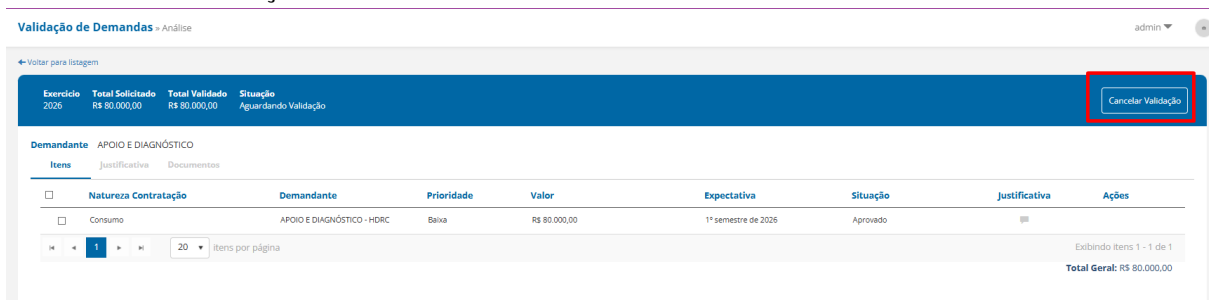 Validação de Demandas » Análise admin
Voltar para listagem
Exercício Total Solicitado Total Validado Situação
2026 R$ 80.000,00 R$ 80.000,00 Aguardando Validação
Cancelar Validação
Demandante APOIO E DIAGNÓSTICO
Itens Justificativa Documentos
Natureza Contratação Demandante Prioridade Valor Expectativa Situação Justificativa Ações
Consumo APOIO E DIAGNÓSTICO - HDRC Baixa R$ 80.000,00 1º semestre de 2026 Aprovado
1 20 itens por página Exibindo itens 1 - 1 de 1
Total Geral: R$ 80.000,00